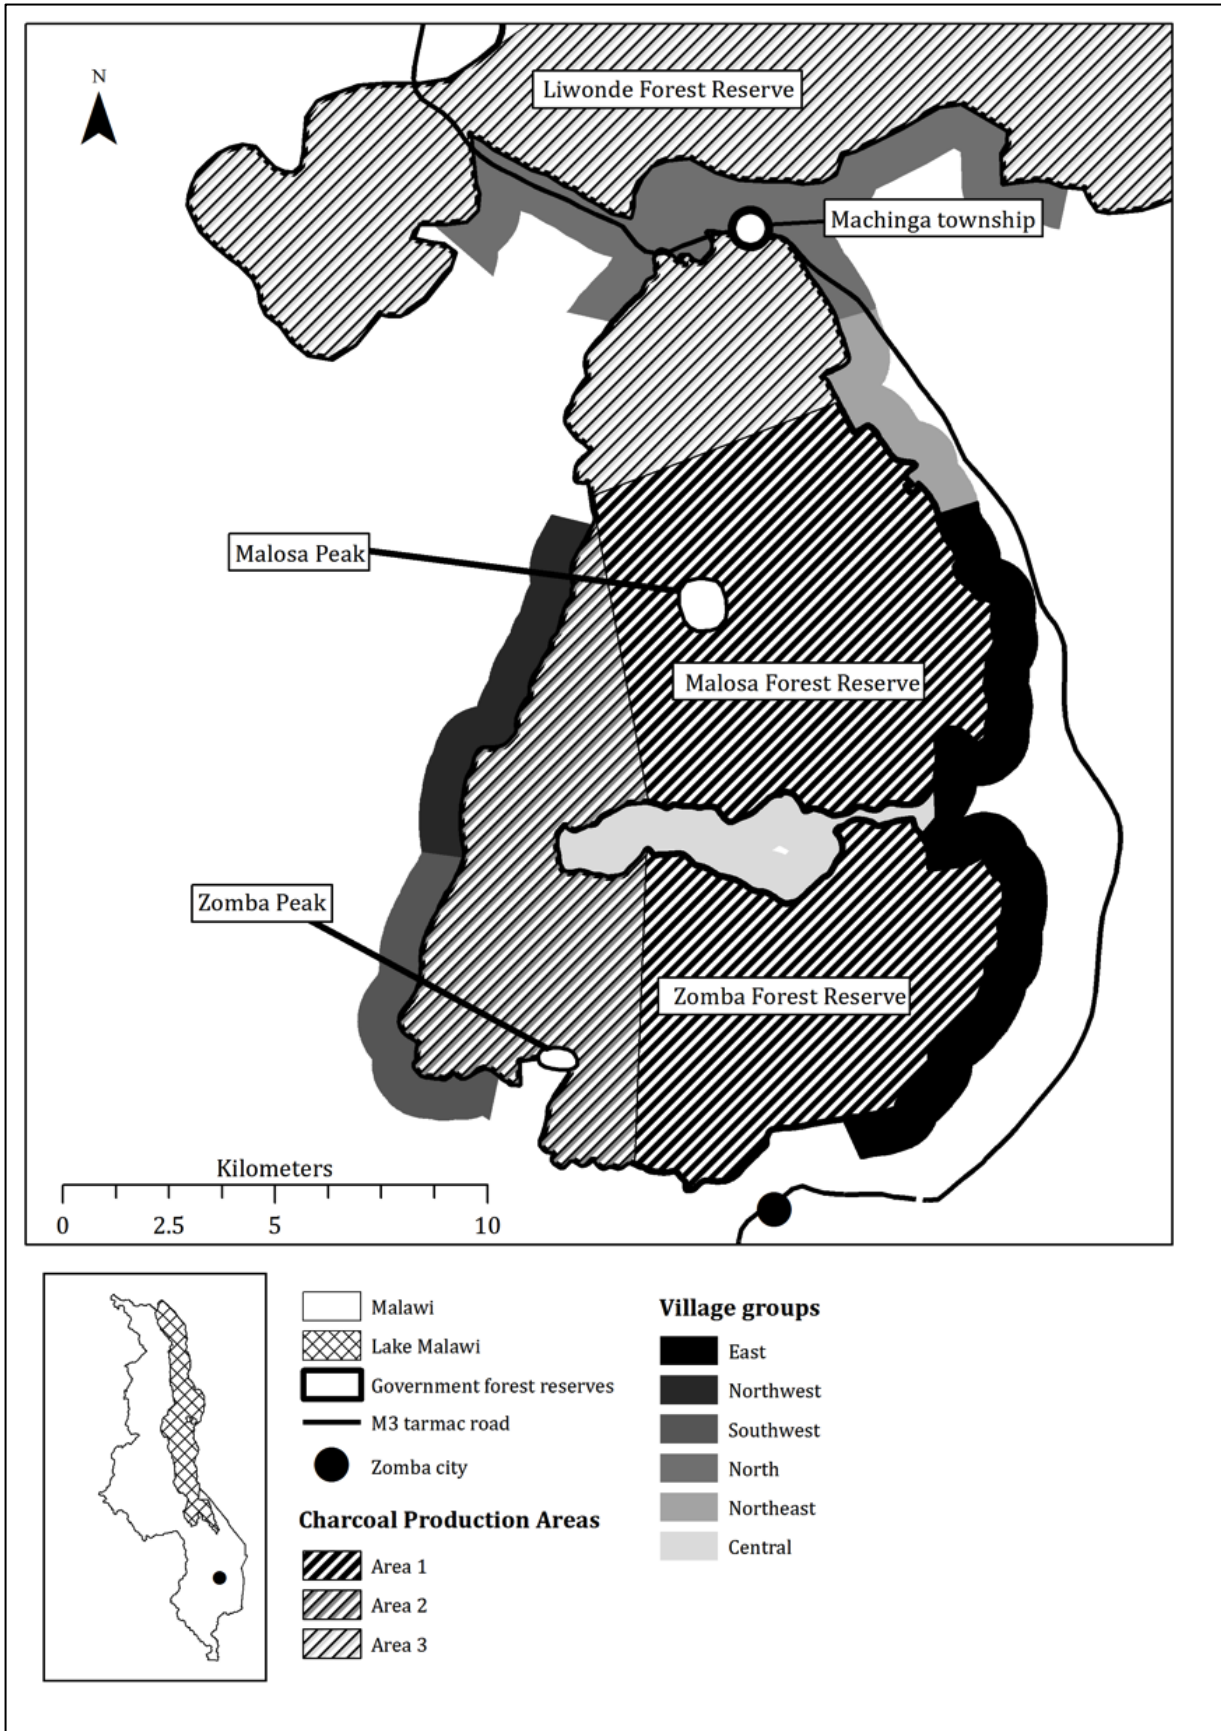 N
Liwonde Forest Reserve
Machinga township
Malosa Peak
Malosa Forest Reserve
Zomba Peak
Zomba Forest Reserve
Kilometers
0 2.5 5 10
Malawi
Lake Malawi
Government forest reserves
M3 tarmac road
Zomba city
Charcoal Production Areas
Area 1
Area 2
Area 3
Village groups
East
Northwest
Southwest
North
Northeast
Central